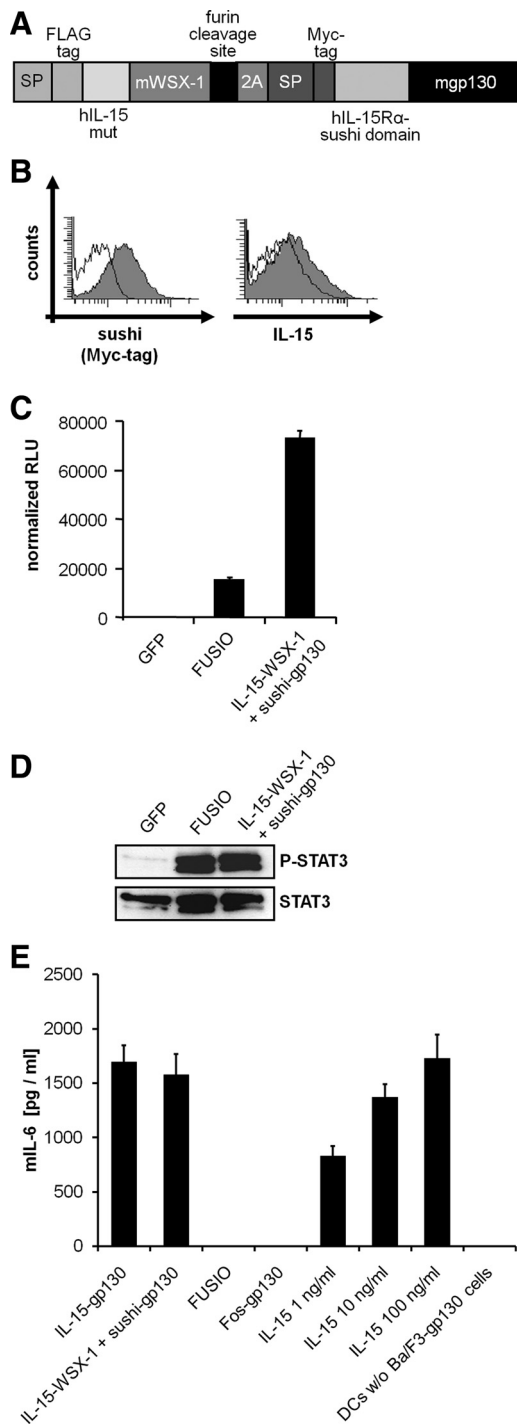 A
FLAG
tag
furin
cleavage
site
Myc-
tag
SP
mWSX-1
2A
SP
mgp130
hIL-15
mut
hIL-15Rα-
sushi domain
B
counts
sushi
(Myc-tag)
IL-15
C
normalized RLU
80000
60000
40000
20000
0
GFP
FUSIO
IL-15-WSX-1
+ sushi-gp130
D
GFP
FUSIO
IL-15-WSX-1
+ sushi-gp130
P-STAT3
STAT3
E
mIL-6 [pg / ml]
2500
2000
1500
1000
500
0
IL-15-gp130
IL-15-WSX-1 + sushi-gp130
FUSIO
Fos-gp130
IL-15 1 ng/ml
IL-15 10 ng/ml
IL-15 100 ng/ml
DCs w/o Ba/F3-gp130 cells